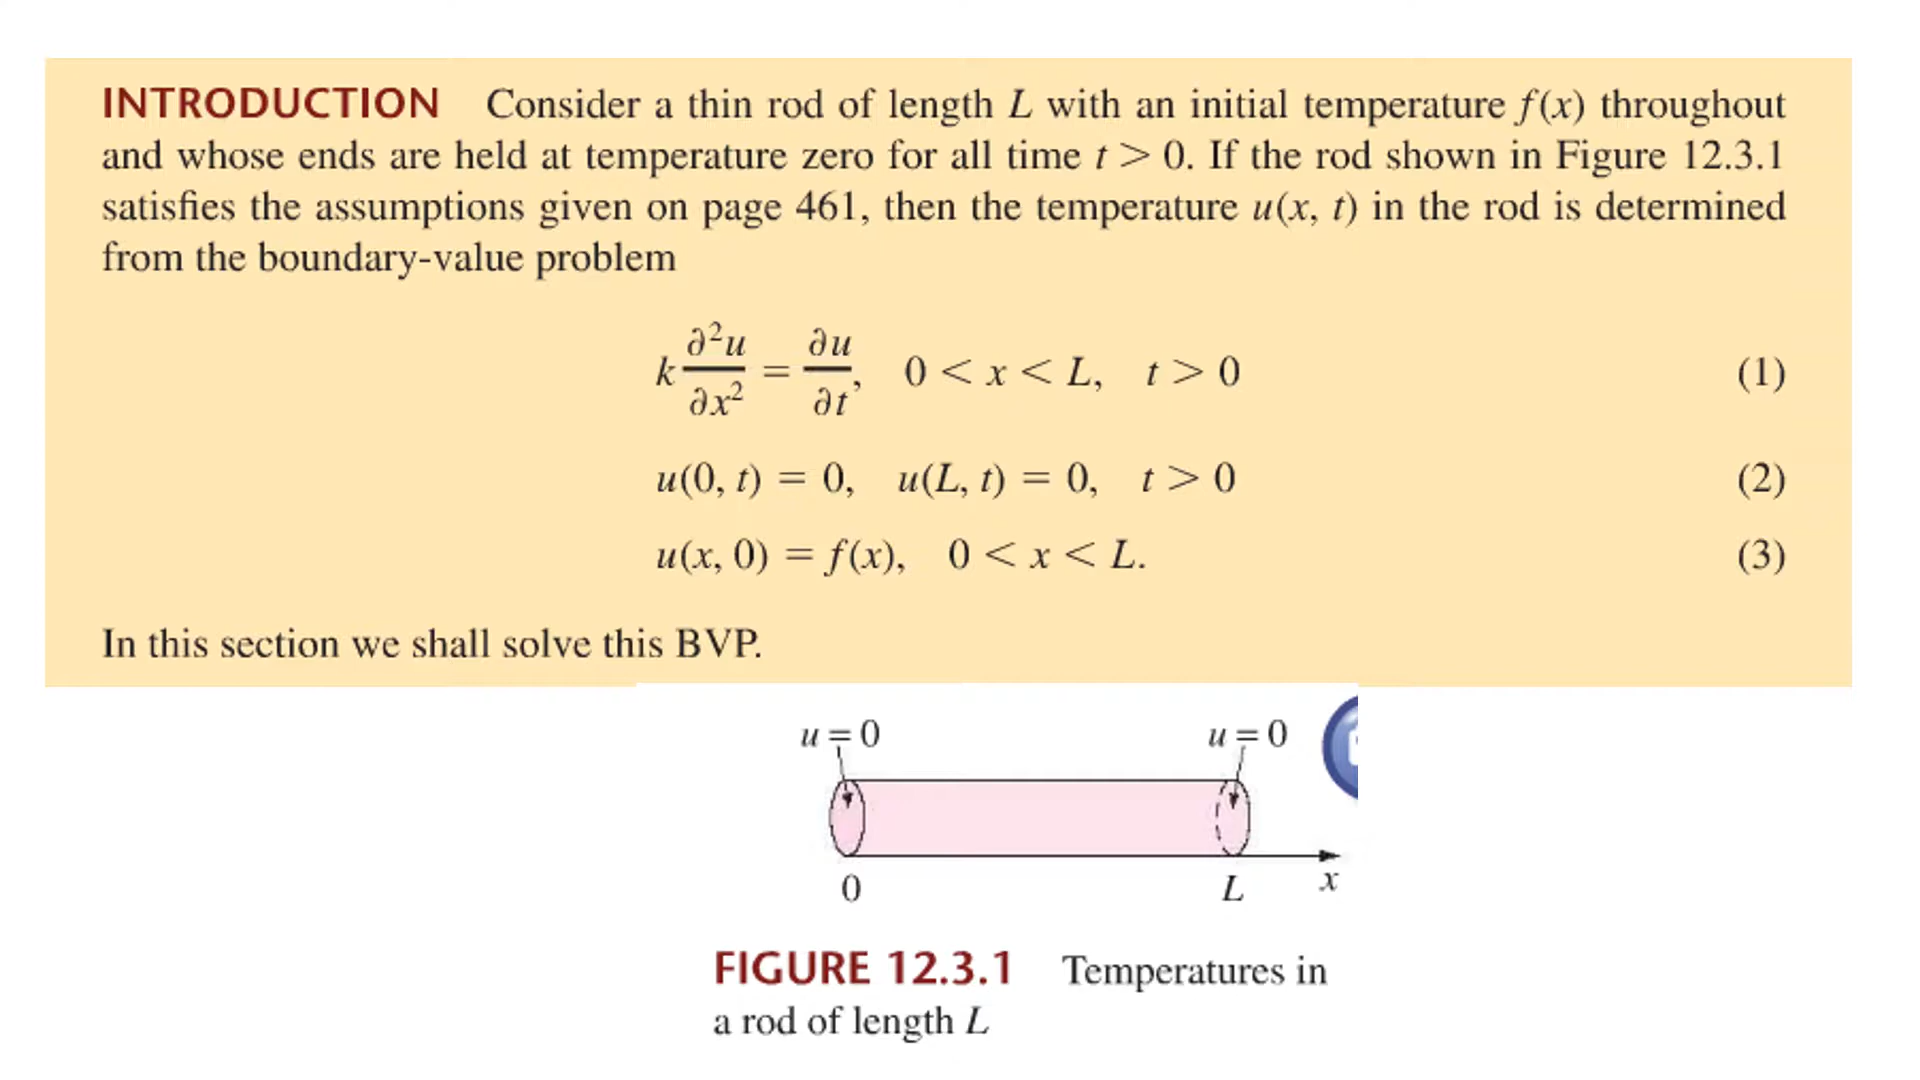 INTRODUCTION Consider a thin rod of length L with an initial temperature f(x) throughout
and whose ends are held at temperature zero for all time t > 0. If the rod shown in Figure 12.3.1
satisfies the assumptions given on page 461, then the temperature u(x, t) in the rod is determined
from the boundary-value problem
k ∂²u/∂x² = ∂u/∂t, 0 < x < L, t > 0 (1)
u(0, t) = 0, u(L, t) = 0, t > 0 (2)
u(x, 0) = f(x), 0 < x < L. (3)
In this section we shall solve this BVP.
u = 0 u = 0
0 L x
FIGURE 12.3.1 Temperatures in
a rod of length L